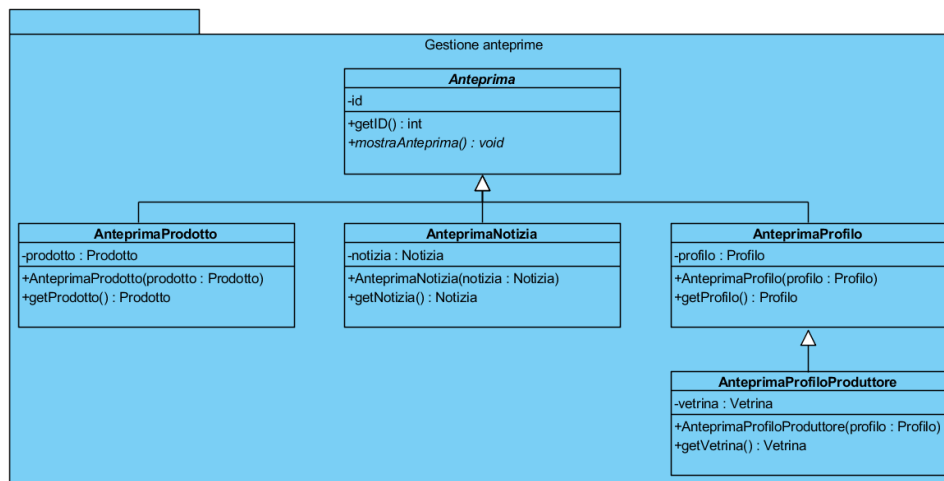 Gestione anteprime
Anteprima
-id
+getID() : int
+mostraAnteprima() : void
AnteprimaProdotto
-prodotto : Prodotto
+AnteprimaProdotto(prodotto : Prodotto)
+getProdotto() : Prodotto
AnteprimaNotizia
-notizia : Notizia
+AnteprimaNotizia(notizia : Notizia)
+getNotizia() : Notizia
AnteprimaProfilo
-profilo : Profilo
+AnteprimaProfilo(profilo : Profilo)
+getProfilo() : Profilo
AnteprimaProfiloProduttore
-vetrina : Vetrina
+AnteprimaProfiloProduttore(profilo : Profilo)
+getVetrina() : Vetrina